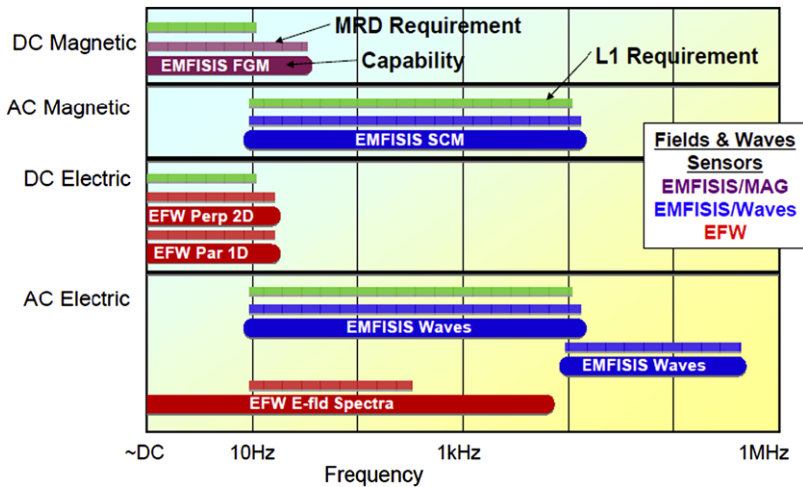 DC Magnetic
MRD Requirement
EMFISIS FGM
Capability
L1 Requirement
AC Magnetic
EMFISIS SCM
Fields & Waves
Sensors
EMFISIS/MAG
EMFISIS/Waves
EFW
DC Electric
EFW Perp 2D
EFW Par 1D
AC Electric
EMFISIS Waves
EMFISIS Waves
EFW E-fld Spectra
~DC 10Hz 1kHz 1MHz
Frequency